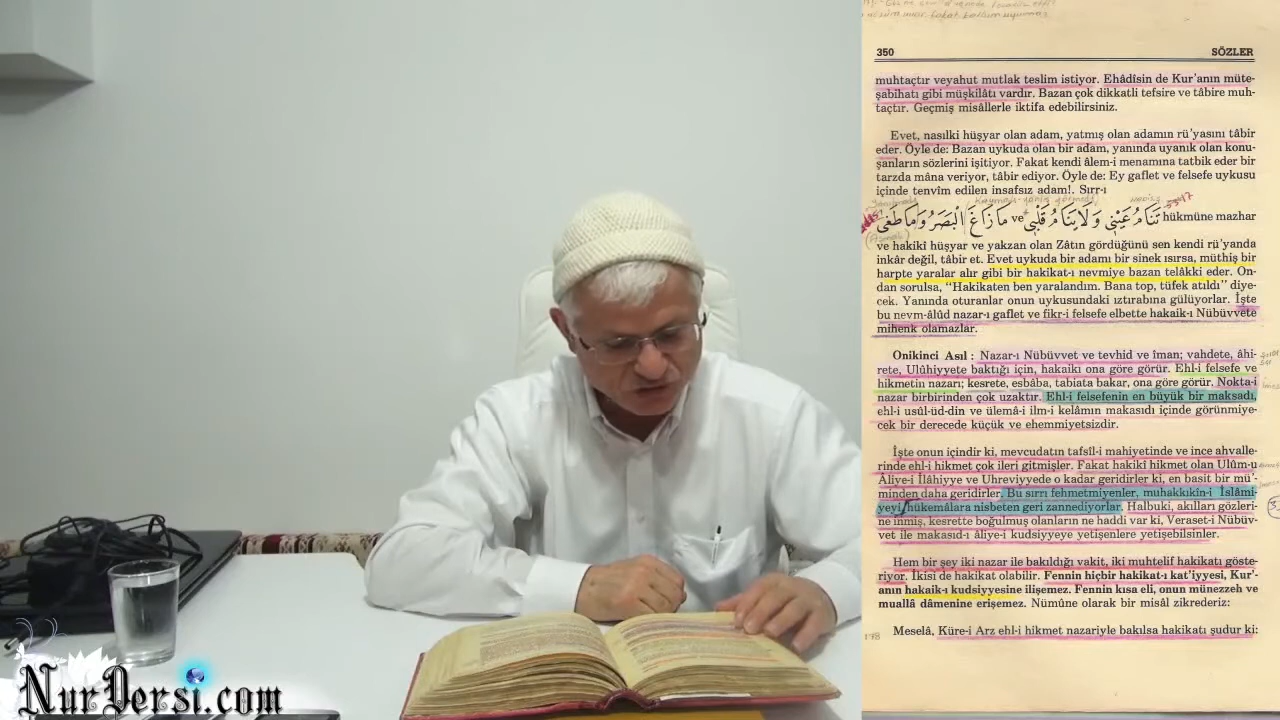 350 SÖZLER
muhtaçtır veyahut mutlak teslim istiyor. Ehâdîsin de Kur'anın müte-
şabihatı gibi müşkilâtı vardır. Bazan çok dikkatli tefsire ve tâbire muh-
taçtır. Geçmiş misâllerle iktifa edebilirsiniz.
Evet, nasılki hüşyar olan adam, yatmış olan adamın rü'yasını tâbir
eder. Öyle de: Bazan uykuda olan bir adam, yanında uyanık olan konu-
şanların sözlerini işitiyor. Fakat kendi âlem-i menamına tatbik eder bir
tarzda mâna veriyor, tâbir ediyor. Öyle de: Ey gaflet ve felsefe uykusu
içinde tenvîm edilen insafsız adam!. Sırr-ı
مَا زَاغَ الْبَصَرُ وَمَا طَغٰى ve تَنَامُ عَيْنٖى وَلَا يَنَامُ قَلْبٖى hükmüne mazhar
ve hakikî hüşyar ve yakzan olan Zâtın gördüğünü sen kendi rü'yanda
inkâr değil, tâbir et. Evet uykuda bir adamı bir sinek ısırsa, müthiş bir
harpte yaralar alır gibi bir hakikat-ı nevmiye bazan telâkki eder. On-
dan sorulsa, "Hakikaten ben yaralandım. Bana top, tüfek atıldı" diye-
cek. Yanında oturanlar onun uykusundaki ıztırabına gülüyorlar. İşte
bu nevm-âlûd nazar-ı gaflet ve fikr-i felsefe elbette hakaik-ı Nübüvvete
mihenk olamazlar.
Onikinci Asıl : Nazar-ı Nübüvvet ve tevhid ve îman; vahdete, âhi-
rete, Ulûhiyyete baktığı için, hakaikı ona göre görür. Ehl-i felsefe ve
hikmetin nazarı; kesrete, esbâba, tabiata bakar, ona göre görür. Nokta-i
nazar birbirinden çok uzaktır. Ehl-i felsefenin en büyük bir maksadı,
ehl-i usûl-üd-din ve ülemâ-i ilm-i kelâmın makasıdı içinde görünmiye-
cek bir derecede küçük ve ehemmiyetsizdir.
İşte onun içindir ki, mevcudatın tafsîl-i mahiyetinde ve ince ahvalle-
rinde ehl-i hikmet çok ileri gitmişler. Fakat hakikî hikmet olan Ulûm-u
Âliye-i İlâhiyye ve Uhreviyyede o kadar geridirler ki, en basit bir mü'-
minden daha geridirler. Bu sırrı fehmetmiyenler, muhakkıkîn-i İslâmi-
yeyi, hükemâlara nisbeten geri zannediyorlar. Halbuki, akılları gözleri-
ne inmiş, kesrette boğulmuş olanların ne haddi var ki, Veraset-i Nübüv-
vet ile makasıd-ı âliye-i kudsiyyeye yetişenlere yetişebilsinler.
Hem bir şey iki nazar ile bakıldığı vakit, iki muhtelif hakikatı göste-
riyor. İkisi de hakikat olabilir. Fennin hiçbir hakikat-ı kat'iyyesi, Kur'-
anın hakaik-ı kudsiyyesine ilişemez. Fennin kısa eli, onun münezzeh ve
muallâ dâmenine erişemez. Nümûne olarak bir misâl zikrederiz:
Meselâ, Küre-i Arz ehl-i hikmet nazariyle bakılsa hakikatı şudur ki:
NurDersi.com